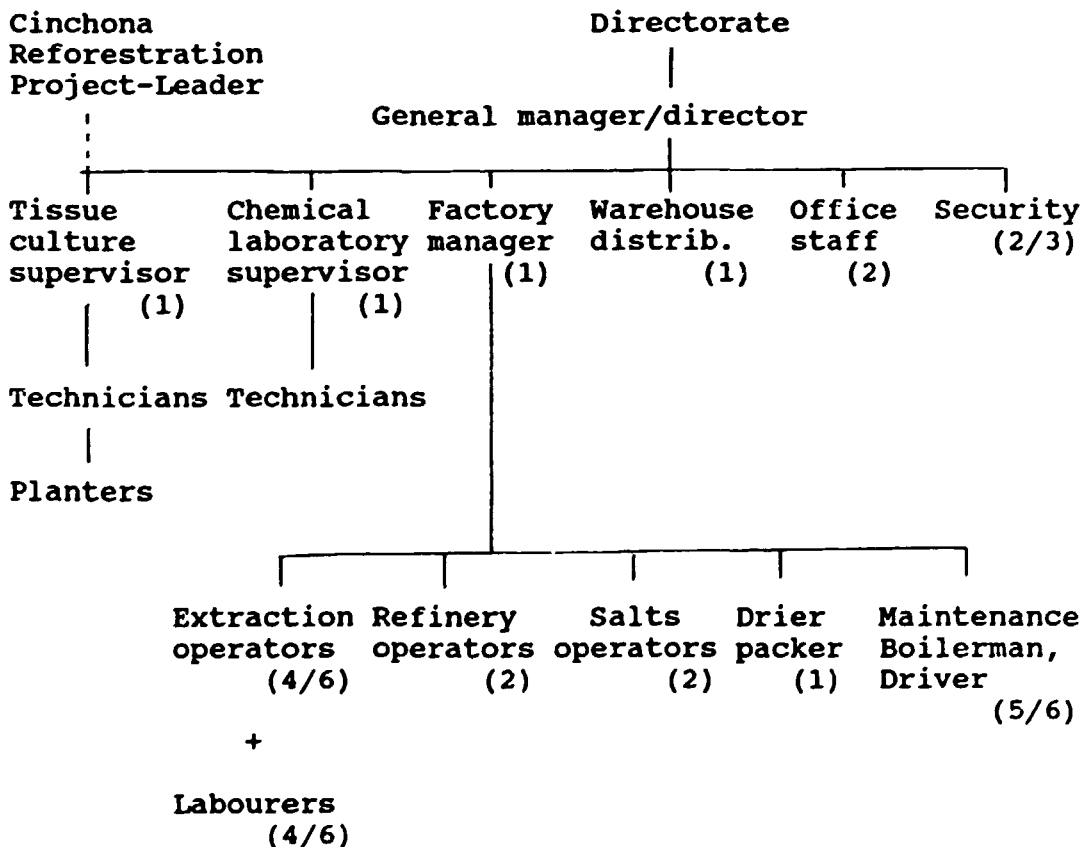 Cinchona
Reforestration
Project-Leader
Directorate
General manager/director
Tissue
culture
supervisor
(1)
Chemical
laboratory
supervisor
(1)
Factory
manager
(1)
Warehouse
distrib.
(1)
Office
staff
(2)
Security
(2/3)
Technicians
Technicians
Planters
Extraction
operators
(4/6)
+
Labourers
(4/6)
Refinery
operators
(2)
Salts
operators
(2)
Drier
packer
(1)
Maintenance
Boilerman,
Driver
(5/6)